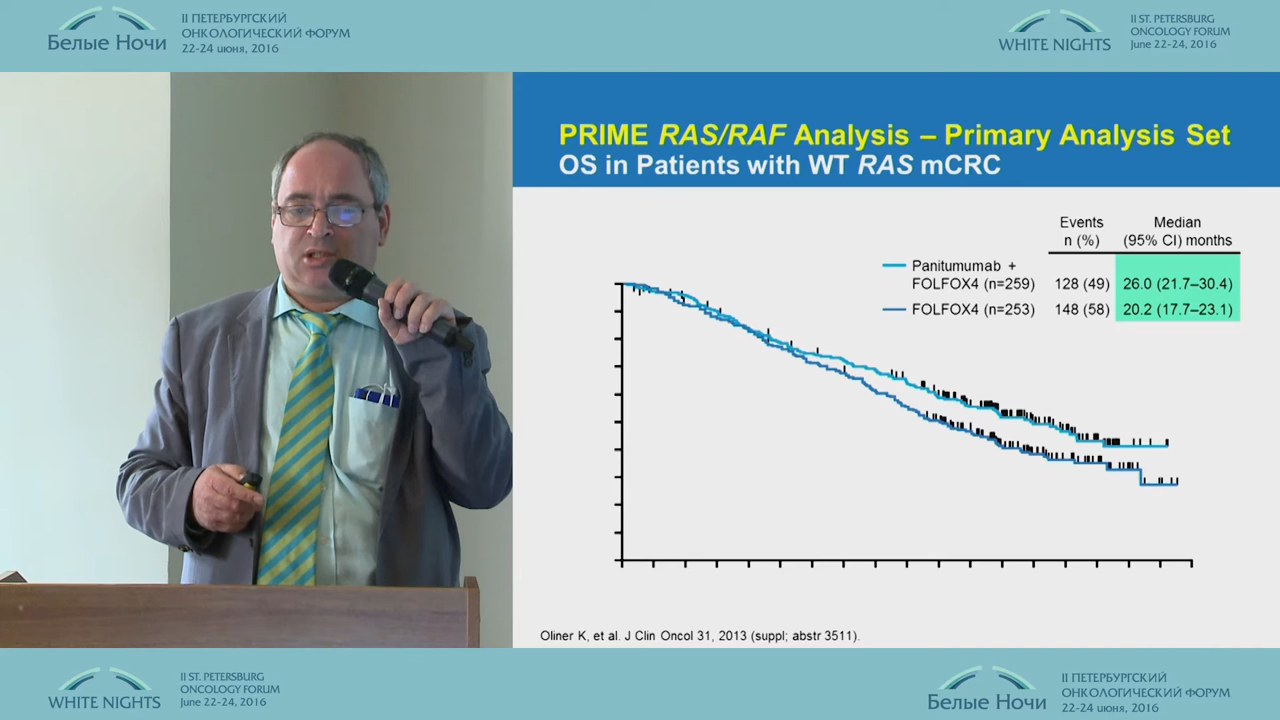 Белые Ночи
II ПЕТЕРБУРГСКИЙ
ОНКОЛОГИЧЕСКИЙ ФОРУМ
22-24 июня, 2016
WHITE NIGHTS
II ST. PETERSBURG
ONCOLOGY FORUM
June 22-24, 2016
PRIME RAS/RAF Analysis – Primary Analysis Set
OS in Patients with WT RAS mCRC
Events
n (%)
Median
(95% CI) months
Panitumumab +
FOLFOX4 (n=259) 128 (49) 26.0 (21.7–30.4)
FOLFOX4 (n=253) 148 (58) 20.2 (17.7–23.1)
Oliner K, et al. J Clin Oncol 31, 2013 (suppl; abstr 3511).
WHITE NIGHTS
II ST. PETERSBURG
ONCOLOGY FORUM
June 22-24, 2016
Белые Ночи
II ПЕТЕРБУРГСКИЙ
ОНКОЛОГИЧЕСКИЙ ФОРУМ
22-24 июня, 2016